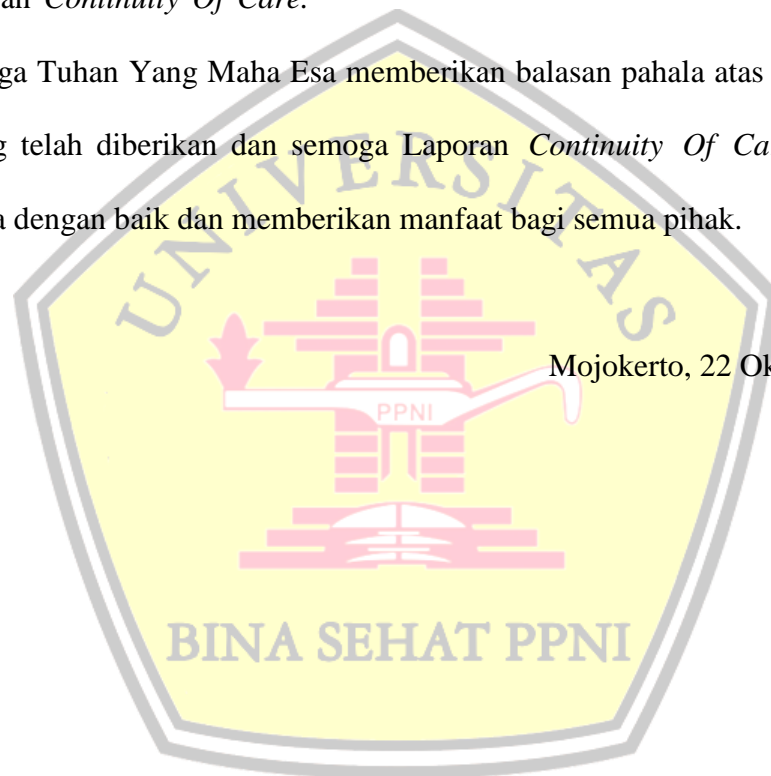 an Continuity Of Care.
ga Tuhan Yang Maha Esa memberikan balasan pahala atas
g telah diberikan dan semoga Laporan Continuity Of Ca
a dengan baik dan memberikan manfaat bagi semua pihak.
UNIVERSITAS
Mojokerto, 22 Ok
PPNI
BINA SEHAT PPNI